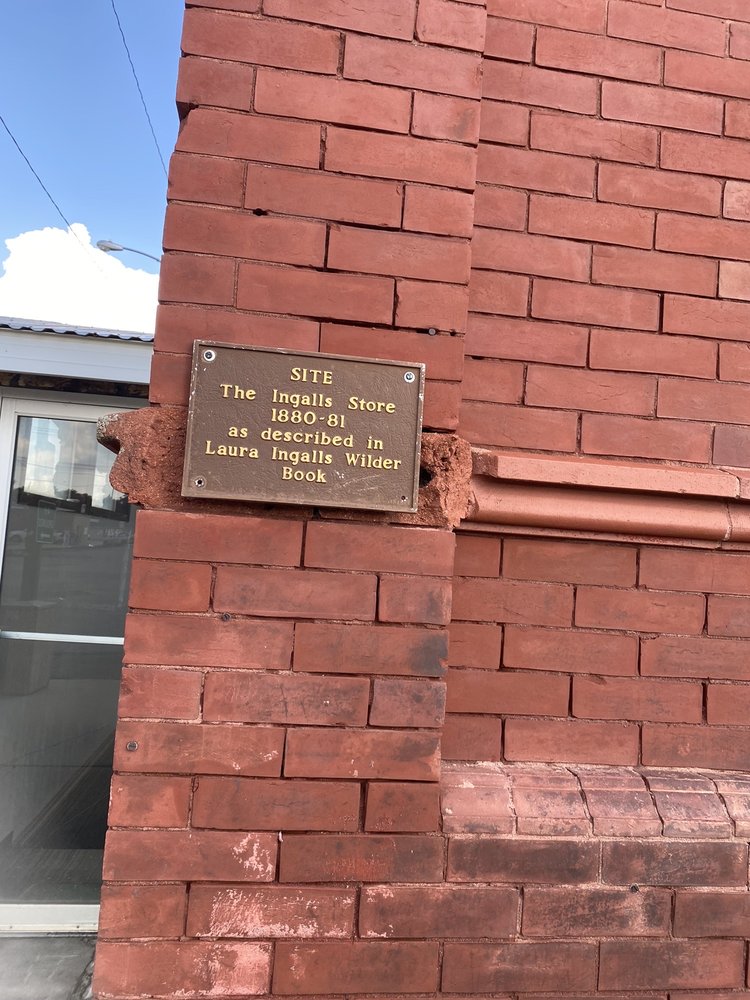 SITE
The Ingalls Store
1880-81
as described in
Laura Ingalls Wilder
Book